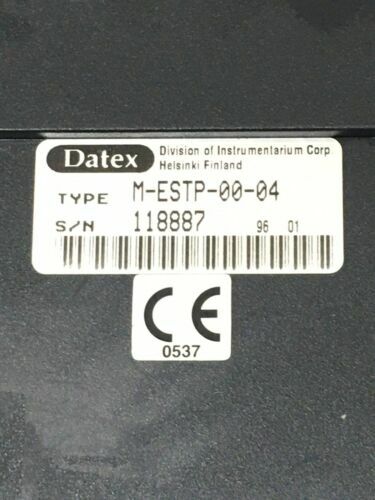 Datex
Division of Instrumentarium Corp.
Helsinki Finland
TYPE M-ESTP-00-04
S/N 118887 96 01
CE
0537